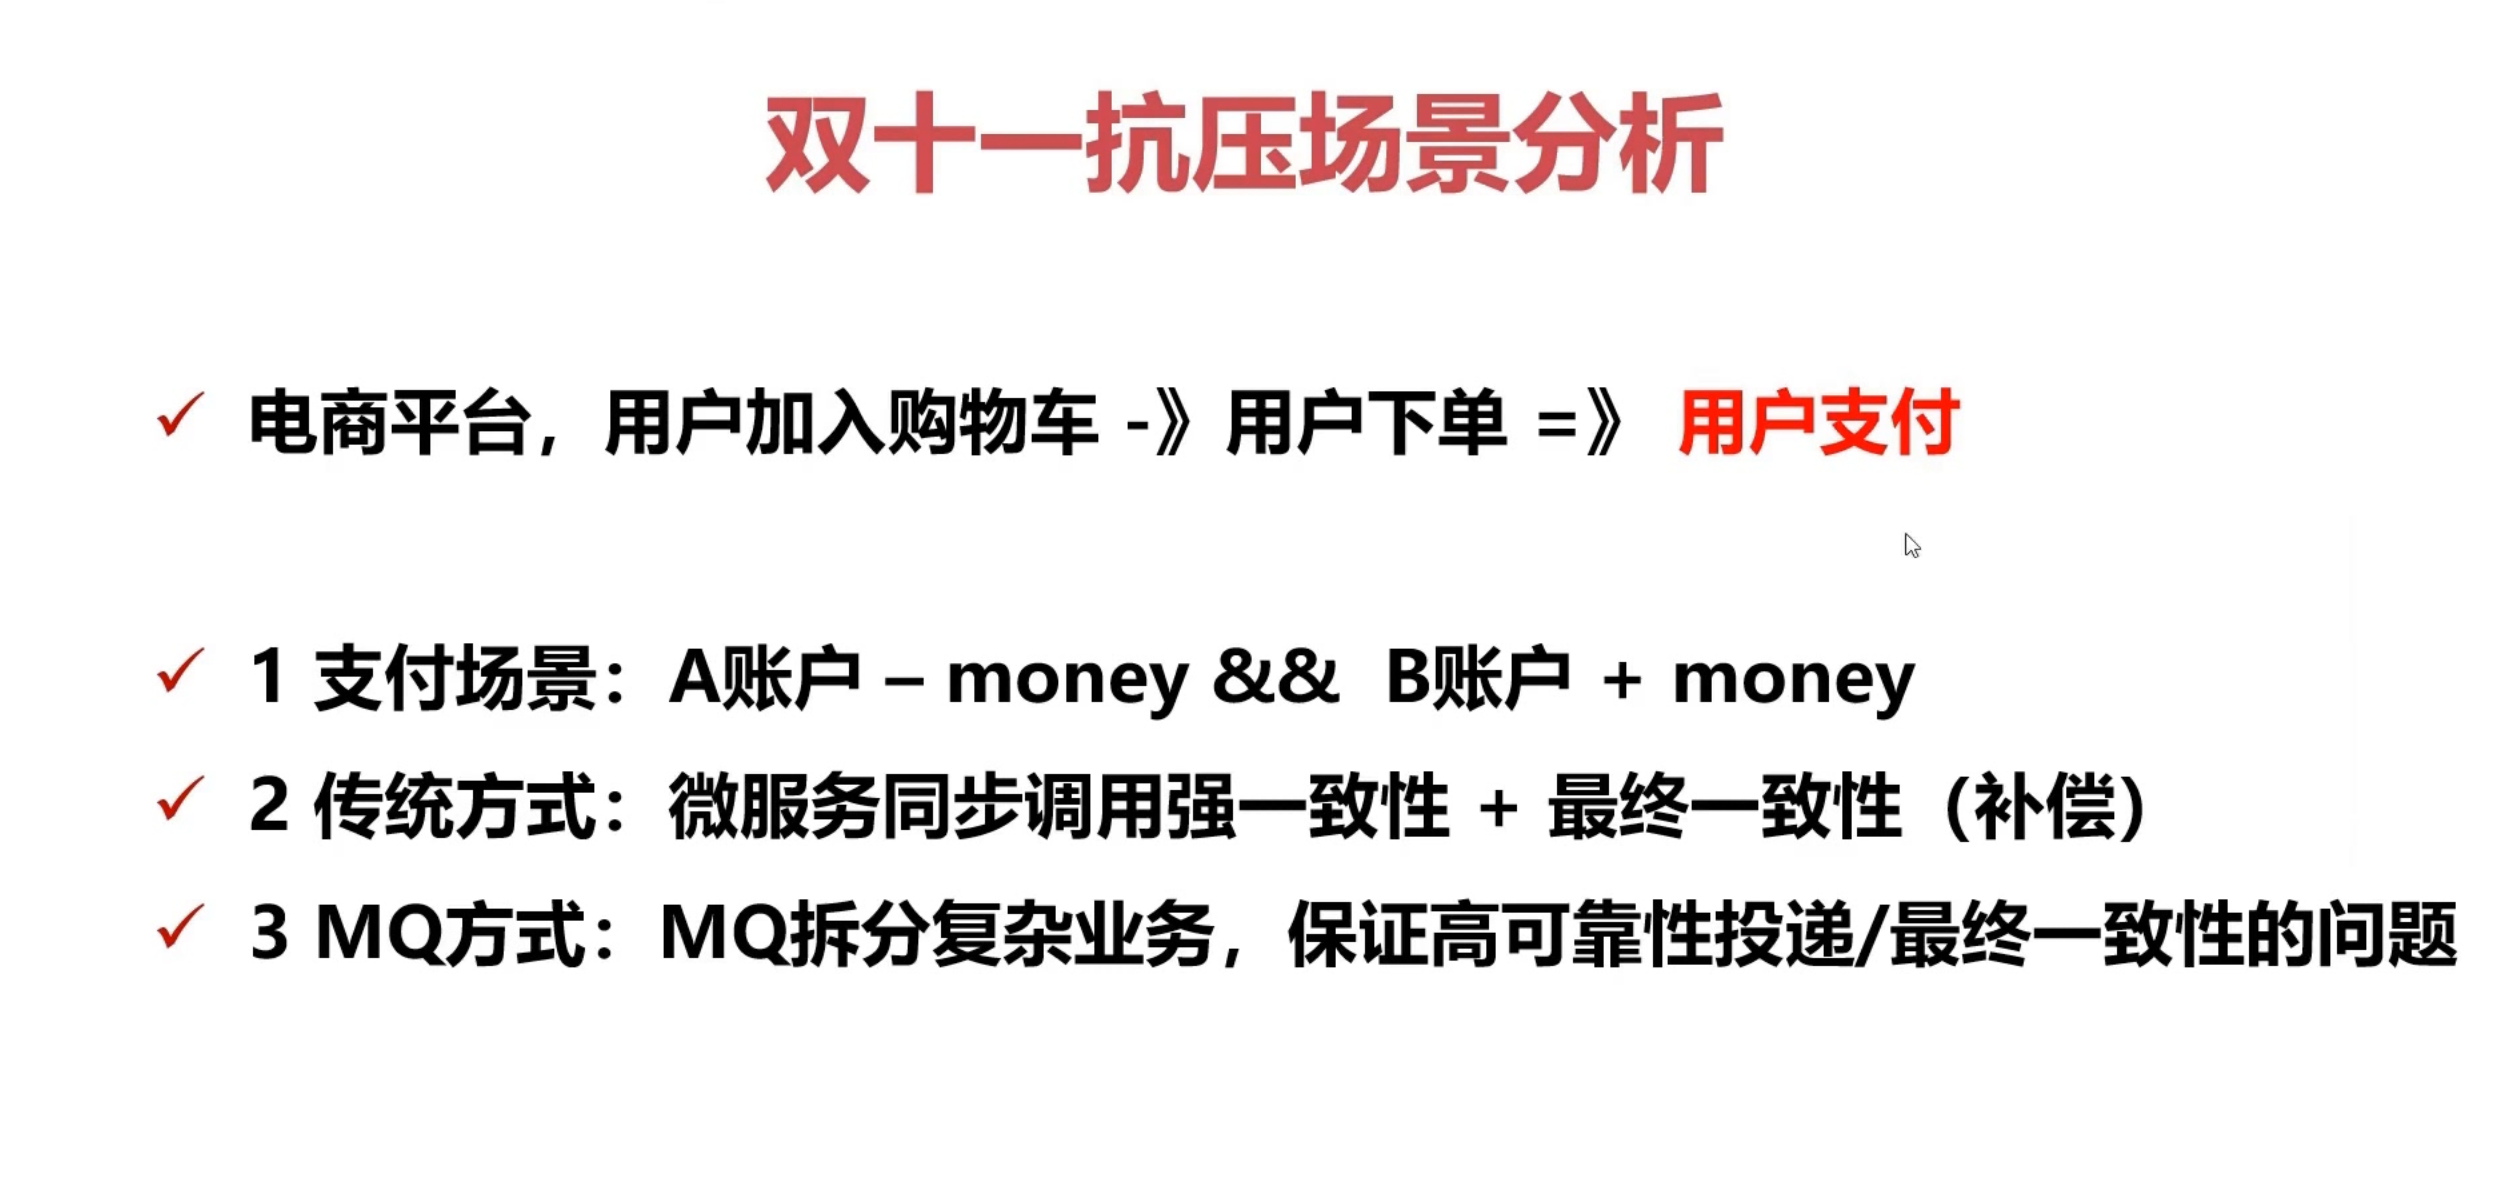 双十一抗压场景分析
电商平台，用户加入购物车 -》用户下单 =》 用户支付
1 支付场景：A账户 – money && B账户 + money
2 传统方式：微服务同步调用强一致性 + 最终一致性（补偿）
3 MQ方式：MQ拆分复杂业务，保证高可靠性投递/最终一致性的问题